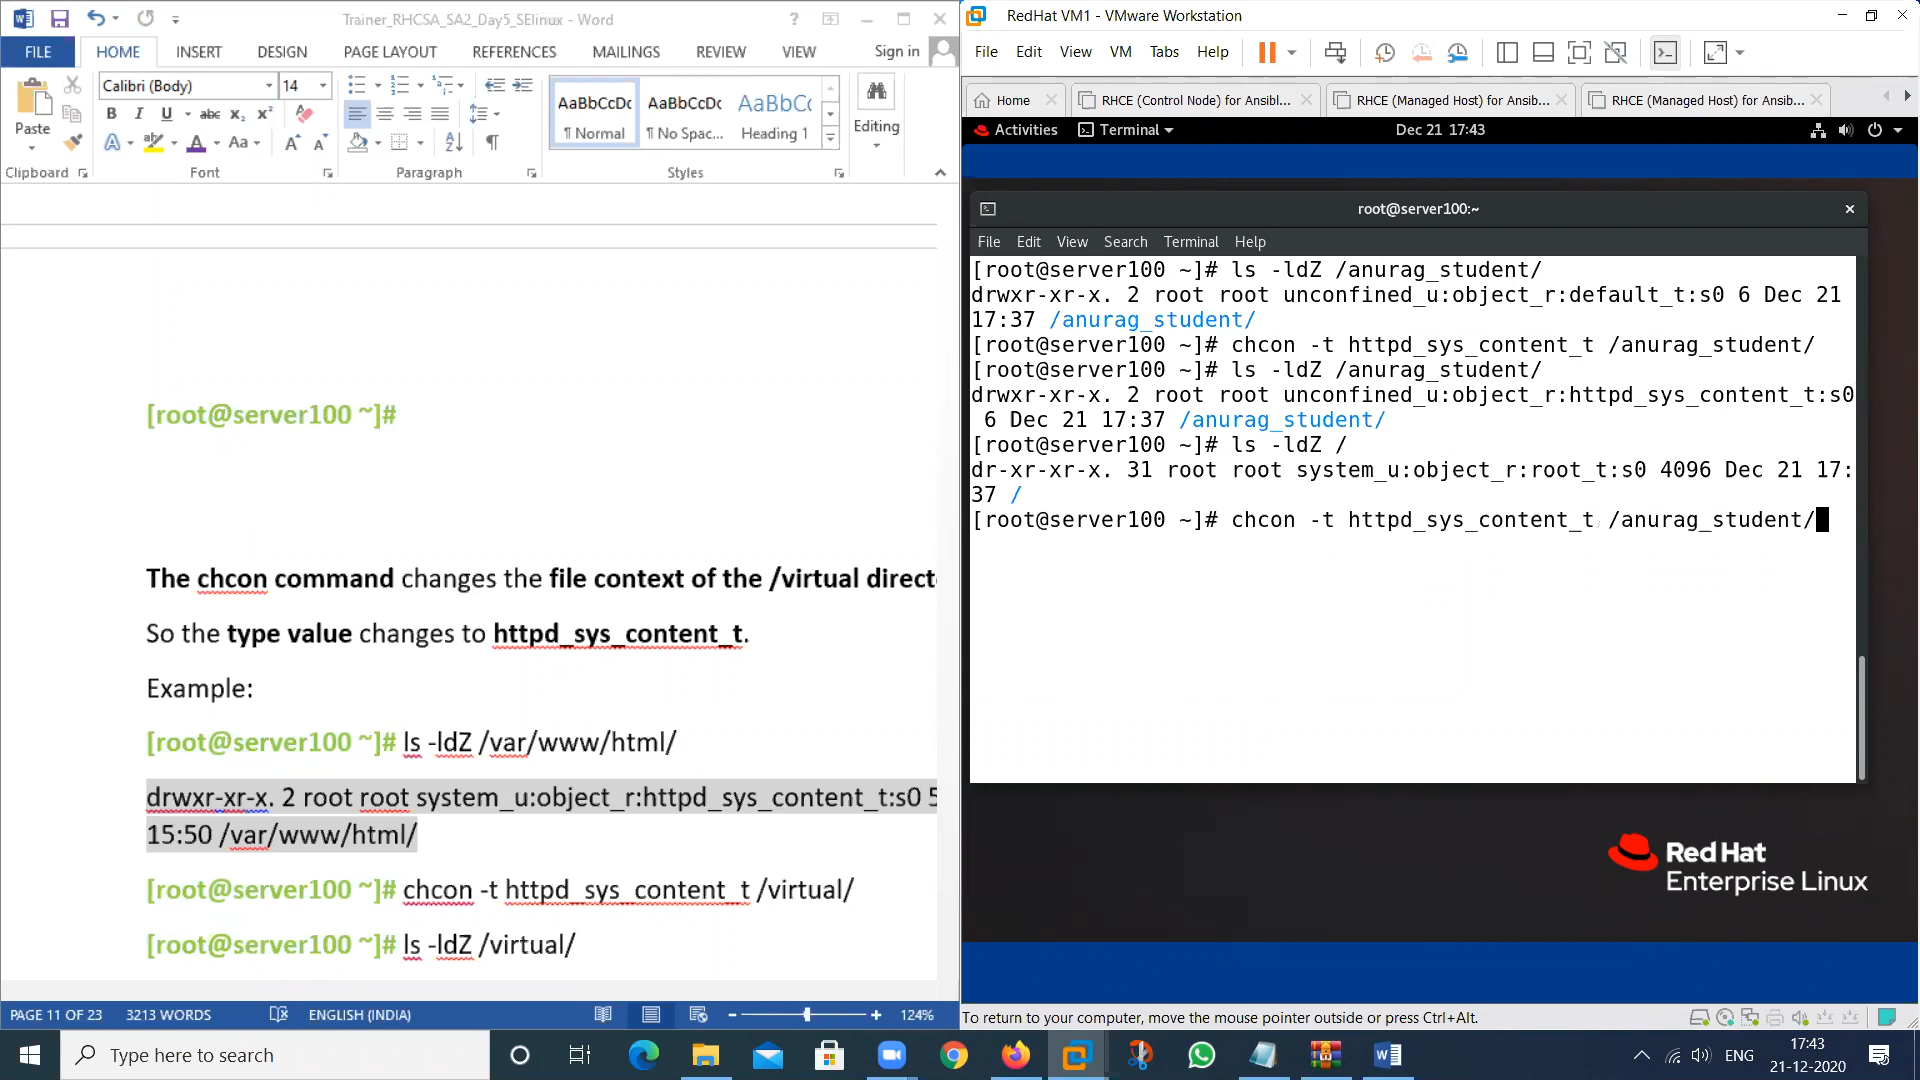 Trainer_RHCSA_SA2_Day5_SElinux - Word
FILE HOME INSERT DESIGN PAGE LAYOUT REFERENCES MAILINGS REVIEW VIEW Sign in
Calibri (Body) 14
Paste
AaBbCcDc AaBbCcDc AaBbCc
¶ Normal ¶ No Spac... Heading 1
Editing
Clipboard Font Paragraph Styles
[root@server100 ~]#
The chcon command changes the file context of the /virtual direct
So the type value changes to httpd_sys_content_t.
Example:
[root@server100 ~]# ls -ldZ /var/www/html/
drwxr-xr-x. 2 root root system_u:object_r:httpd_sys_content_t:s0 5
15:50 /var/www/html/
[root@server100 ~]# chcon -t httpd_sys_content_t /virtual/
[root@server100 ~]# ls -ldZ /virtual/
PAGE 11 OF 23 3213 WORDS ENGLISH (INDIA) 124%
RedHat VM1 - VMware Workstation
File Edit View VM Tabs Help
Home RHCE (Control Node) for Ansibl... RHCE (Managed Host) for Ansib... RHCE (Managed Host) for Ansib...
Activities Terminal Dec 21 17:43
root@server100:~
File Edit View Search Terminal Help
[root@server100 ~]# ls -ldZ /anurag_student/
drwxr-xr-x. 2 root root unconfined_u:object_r:default_t:s0 6 Dec 21
17:37 /anurag_student/
[root@server100 ~]# chcon -t httpd_sys_content_t /anurag_student/
[root@server100 ~]# ls -ldZ /anurag_student/
drwxr-xr-x. 2 root root unconfined_u:object_r:httpd_sys_content_t:s0
6 Dec 21 17:37 /anurag_student/
[root@server100 ~]# ls -ldZ /
dr-xr-xr-x. 31 root root system_u:object_r:root_t:s0 4096 Dec 21 17:
37 /
[root@server100 ~]# chcon -t httpd_sys_content_t /anurag_student/
Red Hat
Enterprise Linux
To return to your computer, move the mouse pointer outside or press Ctrl+Alt.
Type here to search
ENG
17:43
21-12-2020